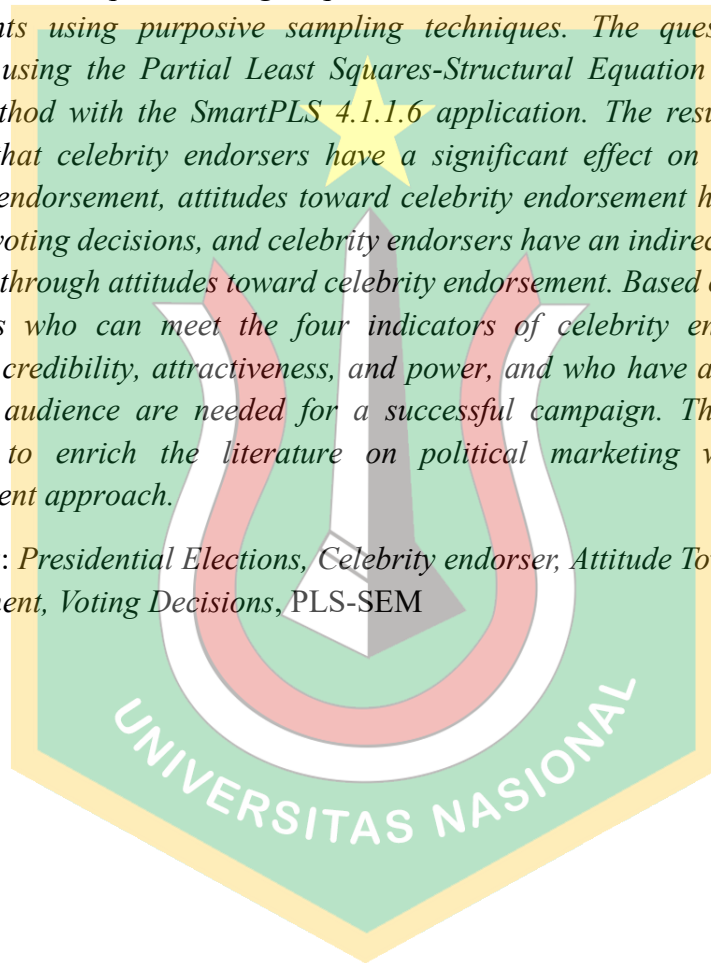 nts using purposive sampling techniques. The ques
using the Partial Least Squares-Structural Equation
thod with the SmartPLS 4.1.1.6 application. The resu
that celebrity endorsers have a significant effect on
endorsement, attitudes toward celebrity endorsement h
voting decisions, and celebrity endorsers have an indirec
through attitudes toward celebrity endorsement. Based o
s who can meet the four indicators of celebrity en
credibility, attractiveness, and power, and who have a
audience are needed for a successful campaign. Th
to enrich the literature on political marketing w
ent approach.
: Presidential Elections, Celebrity endorser, Attitude To
nent, Voting Decisions, PLS-SEM
UNIVERSITAS NASIONAL